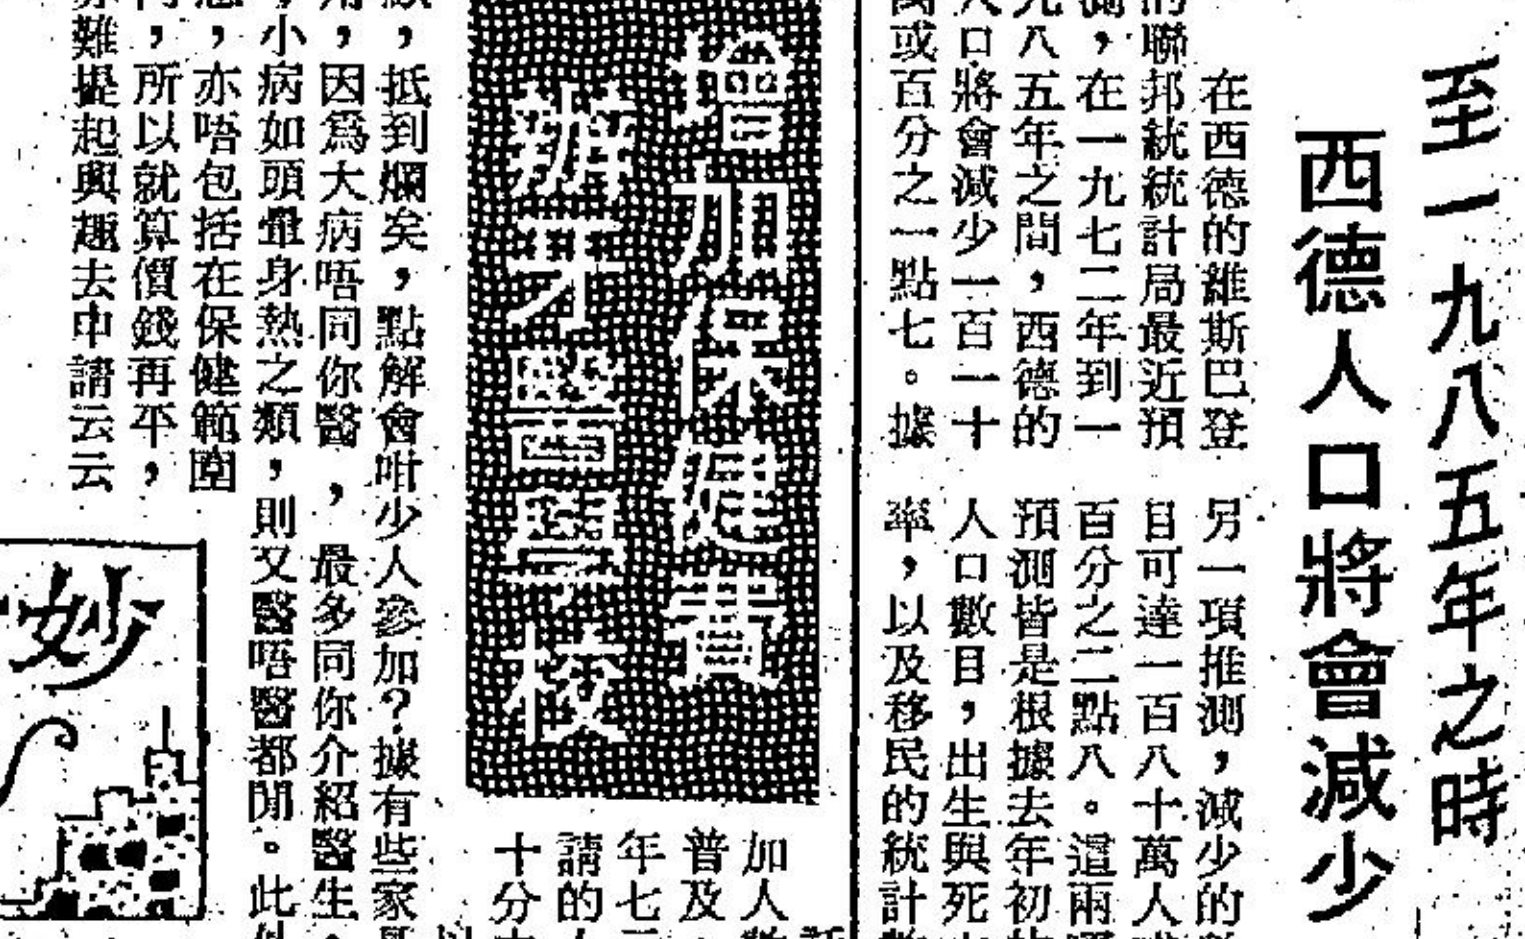 至一九八五年之時
西德人口將會減少
在西德的維斯巴登
的聯邦統統計局最近預
測，在一九七二年到一
九八五年之間，西德的
人口將會減少一百一十
萬或百分之一點七。據
另一項推測，減少的
目可達一百八十萬人
百分之二點八。這兩
預測皆是根據去年初
人口數目，出生與死
率，以及移民的統計
增加保健費
辦牙醫學校
加人
普及
年七
請的
十分
，抵到爛矣，點解會咁少人參加？據有些家
，因為大病唔同你醫，最多同你介紹醫生，
小病如頭暈身熱之類，則又醫唔醫都閒。此
，亦唔包括在保健範圍
，所以就算價錢再平，
難提起興趣去申請云云
妙